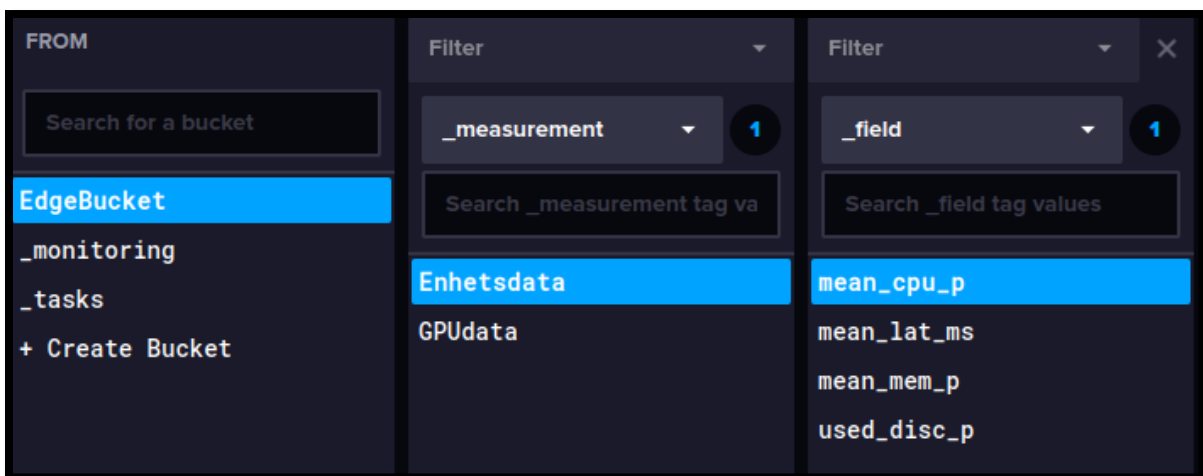 FROM
Search for a bucket
EdgeBucket
_monitoring
_tasks
+ Create Bucket
Filter
_measurement 1
Search _measurement tag va
Enhetsdata
GPUdata
Filter
_field 1
Search _field tag values
mean_cpu_p
mean_lat_ms
mean_mem_p
used_disc_p